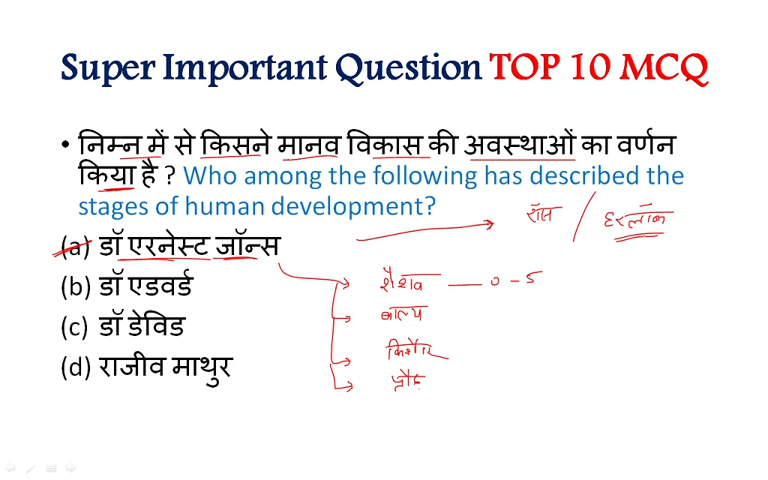 Super Important Question TOP 10 MCQ
• निम्न में से किसने मानव विकास की अवस्थाओं का वर्णन
किया है ? Who among the following has described the
stages of human development?
(a) डॉ एरनेस्ट जॉन्स
(b) डॉ एडवर्ड
(c) डॉ डेविड
(d) राजीव माथुर
रॉस / हरलॉक
शैशव — 0 - 5
बाल्य
किशोर
प्रौढ़